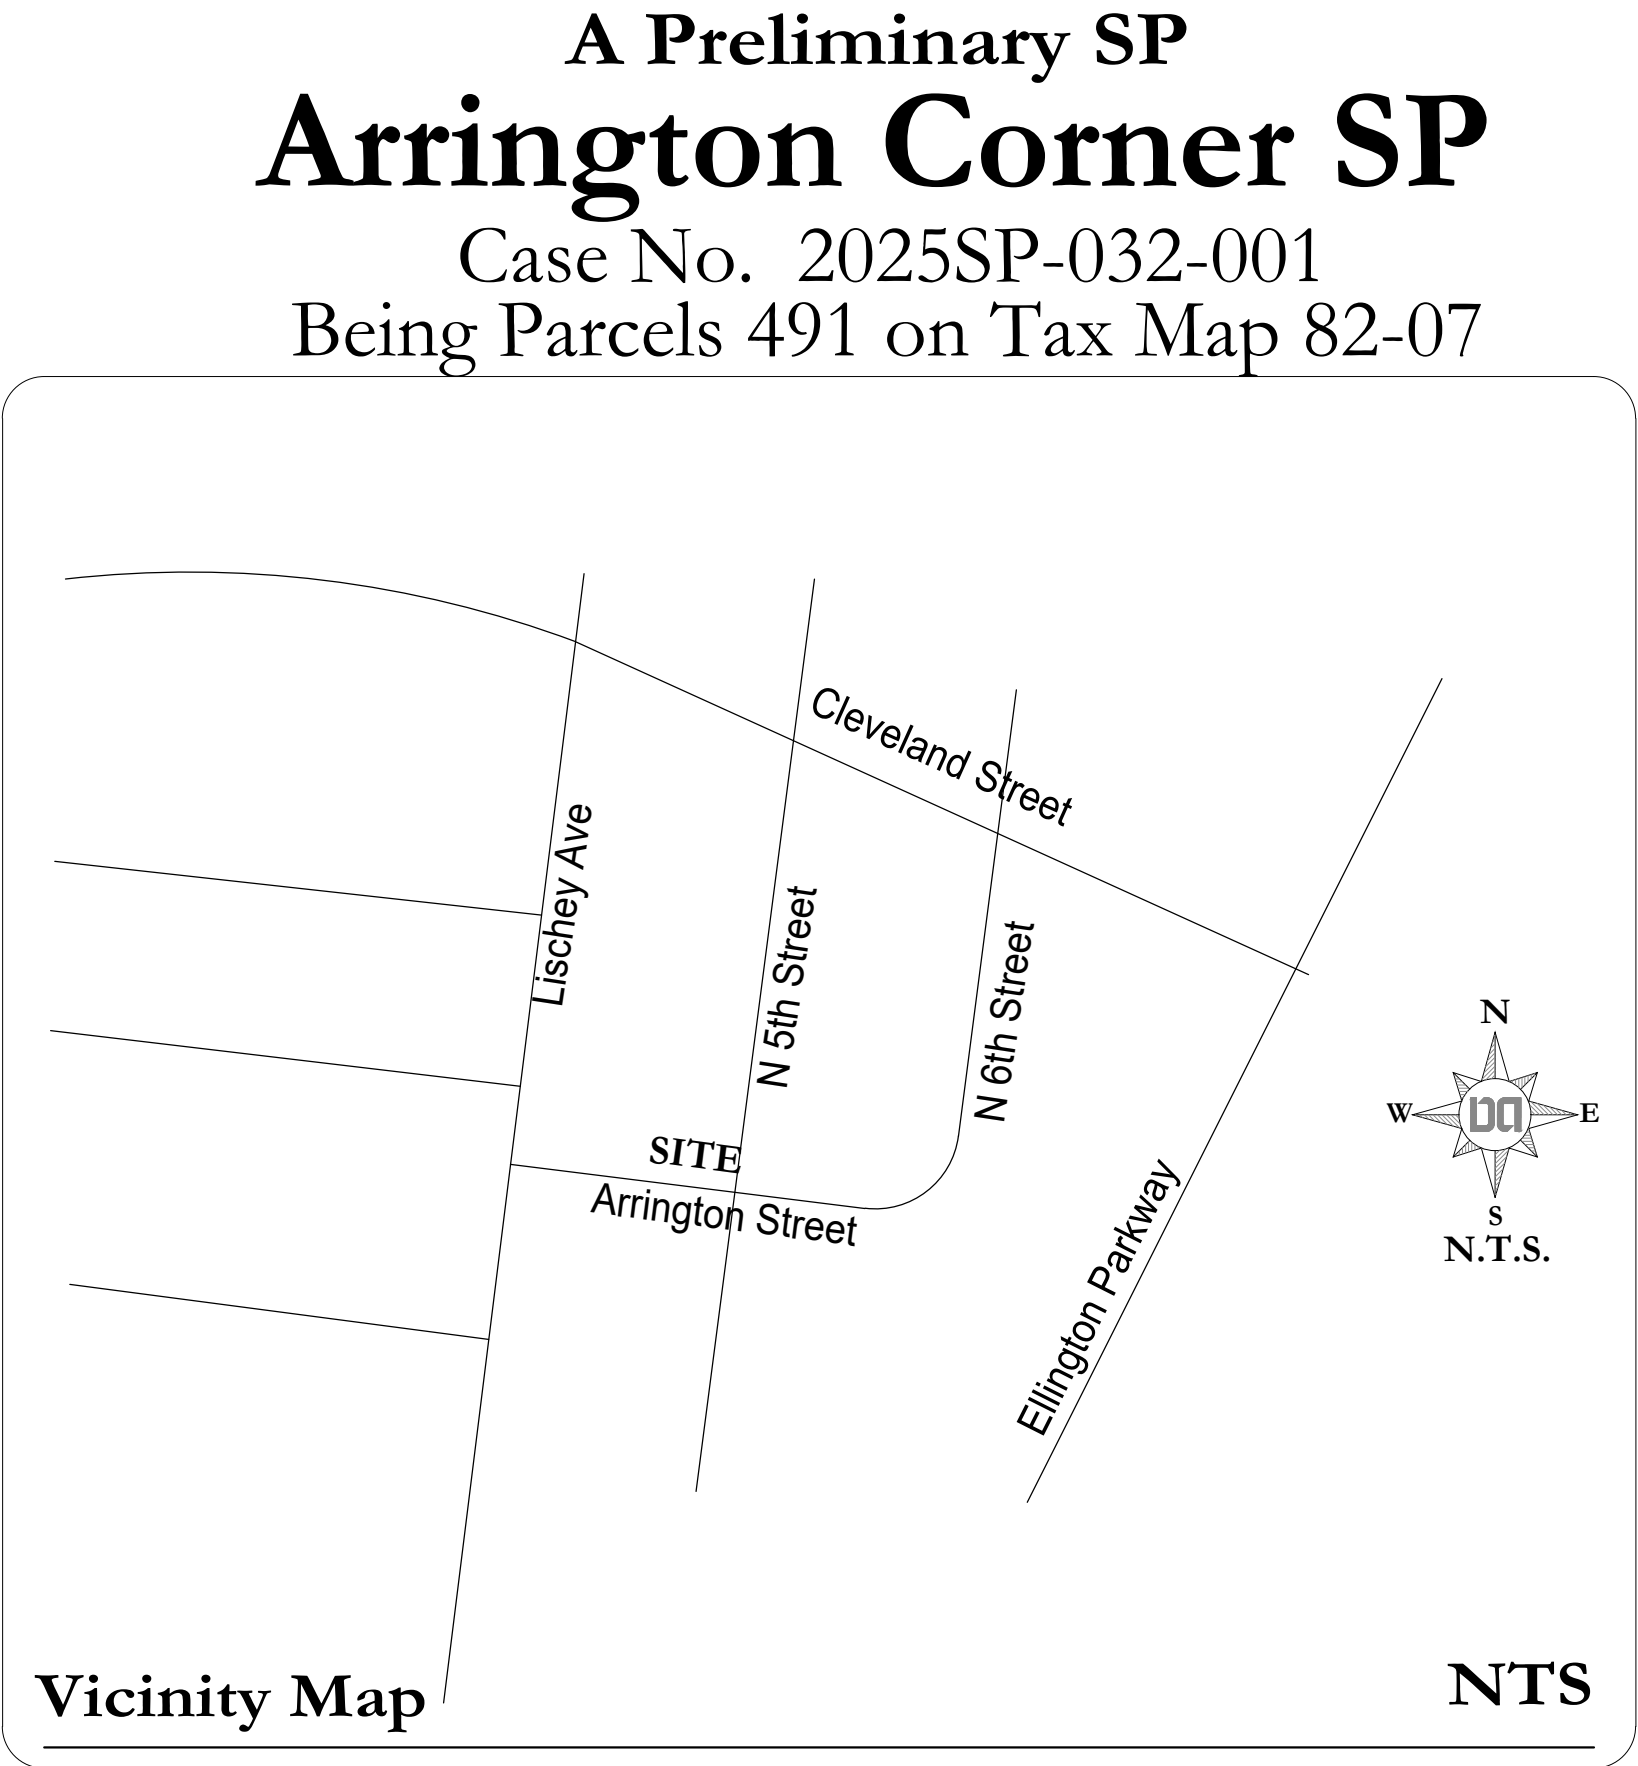 A Preliminary SP
Arrington Corner SP
Case No. 2025SP-032-001
Being Parcels 491 on Tax Map 82-07
Cleveland Street
Lischey Ave
N 5th Street
N 6th Street
N
W
E
S
N.T.S.
SITE
Arrington Street
Ellington Parkway
Vicinity Map
NTS